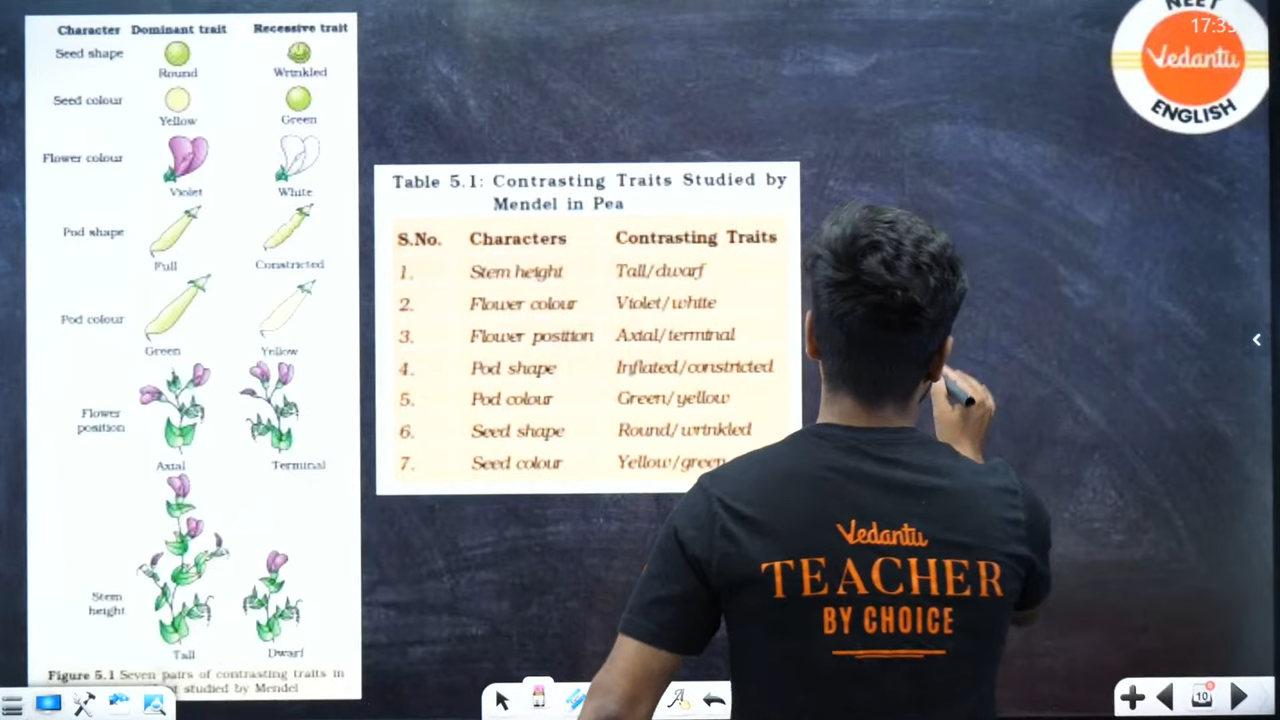 Character Dominant trait Recessive trait
Seed shape
Round Wrinkled
Seed colour
Yellow Green
Flower colour
Violet White
Pod shape
Full Constricted
Pod colour
Green Yellow
Flower
position
Axial Terminal
Stem
height
Tall Dwarf
Figure 5.1 Seven pairs of contrasting traits in
studied by Mendel
Table 5.1: Contrasting Traits Studied by
Mendel in Pea
S.No. Characters Contrasting Traits
1. Stem height Tall/dwarf
2. Flower colour Violet/white
3. Flower position Axial/terminal
4. Pod shape Inflated/constricted
5. Pod colour Green/yellow
6. Seed shape Round/wrinkled
7. Seed colour Yellow/green
NEET
Vedantu
ENGLISH
Vedantu
TEACHER
BY CHOICE
10